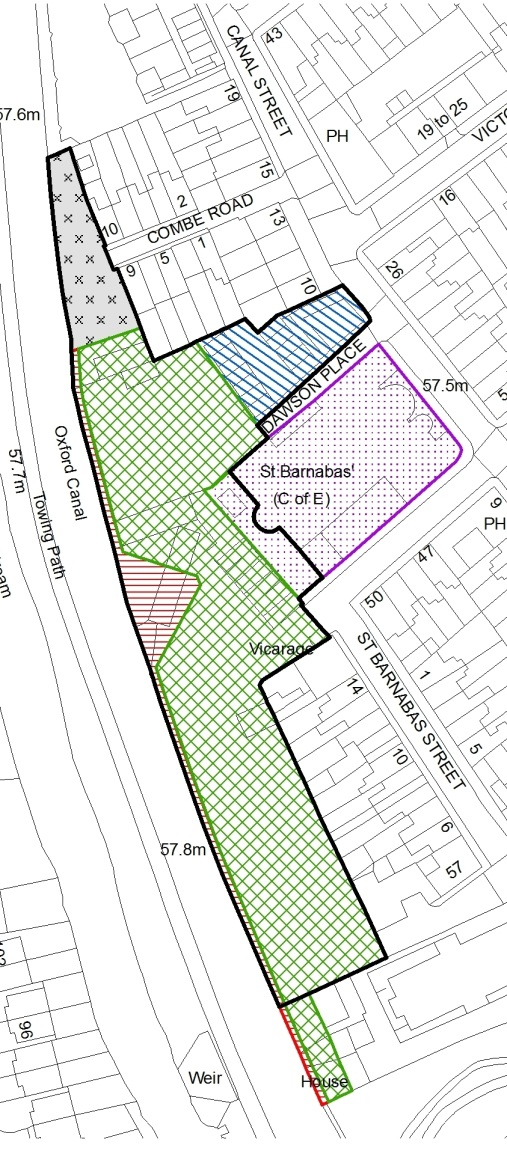 43
CANAL STREET
19
57.6m
PH
19 to 25
15
2
16
COMBE ROAD
10
13
1
5
9
26
10
DAWSON PLACE
57.5m
Oxford Canal
57.7m
St Barnabas'
(C of E)
Towing Path
9
PH
47
50
Vicarage
ST BARNABAS STREET
1
14
5
10
6
57.8m
57
96
Weir
House